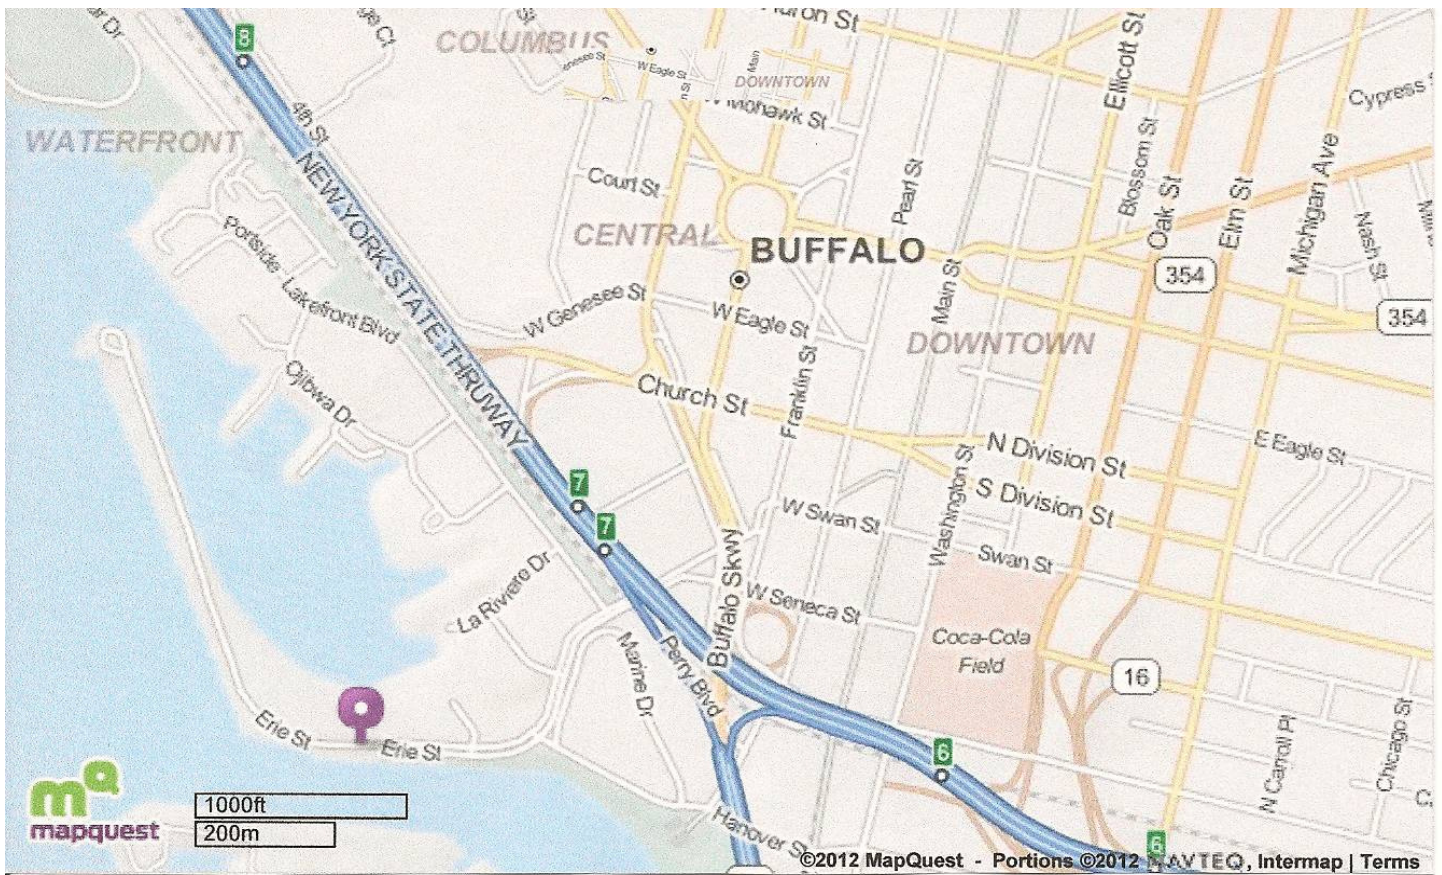 8
COLUMBUS
Huron St
Ellicott St
W Eagle St
Main
DOWNTOWN
W Mohawk St
Cypress
4th St
WATERFRONT
Blossom St
Michigan Ave
Court St
Pearl St
Oak St
Elm St
Nash St
NEW YORK STATE THRUWAY
Portside
CENTRAL
BUFFALO
354
Main St
W Genesee St
Lakefront Blvd
W Eagle St
354
DOWNTOWN
Franklin St
Ojibwa Dr
Church St
N Division St
E Eagle St
7
S Division St
W Swan St
Washington St
7
Swan St
La Riviere Dr
Buffalo Skwy
W Seneca St
Coca-Cola
Field
Marine Dr
Perry Blvd
16
Erie St
Erie St
6
N Carroll Pl
Chicago St
mq
mapquest
1000ft
200m
Hanover St
6
©2012 MapQuest - Portions ©2012 NAVTEQ, Intermap | Terms